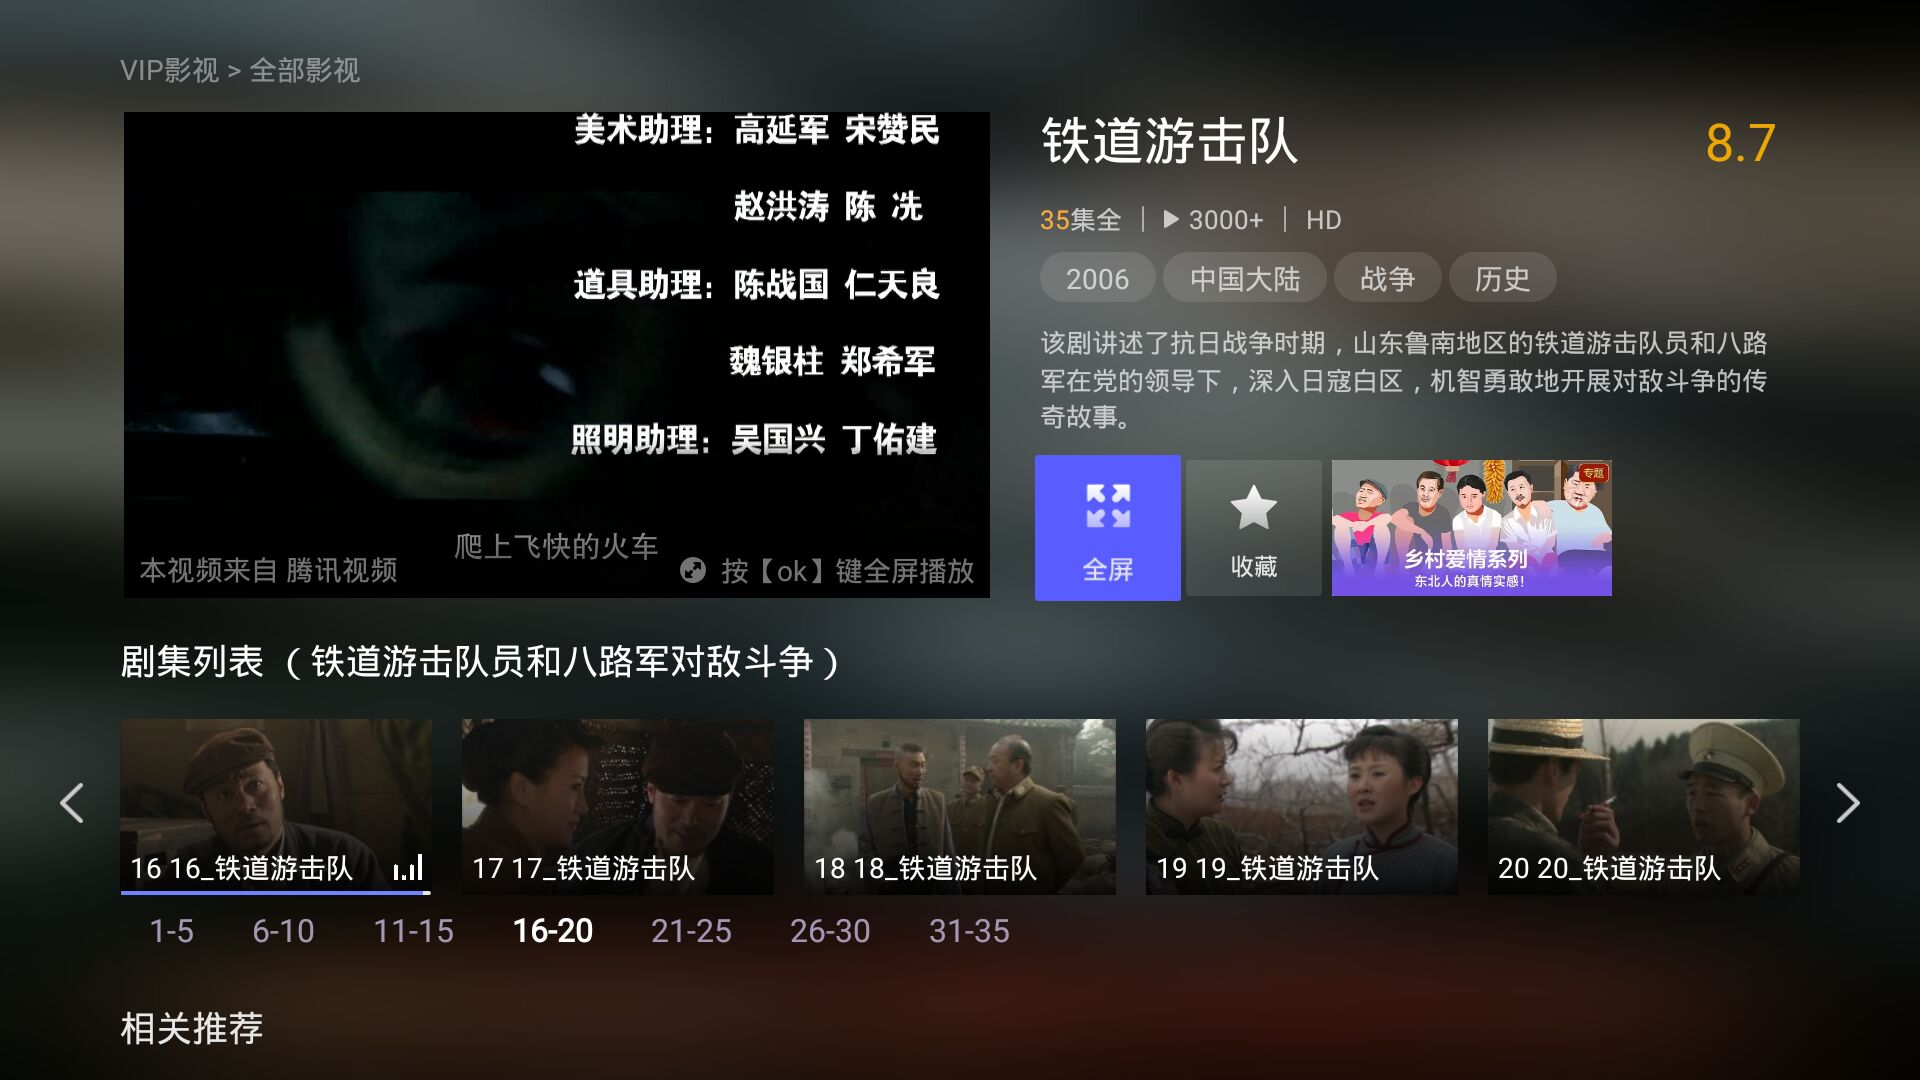 VIP影视 > 全部影视
美术助理：高延军 宋赞民
赵洪涛 陈 冼
道具助理：陈战国 仁天良
魏银柱 郑希军
照明助理：吴国兴 丁佑建
爬上飞快的火车
本视频来自 腾讯视频
按【ok】键全屏播放
铁道游击队
8.7
35集全 | 3000+ | HD
2006 中国大陆 战争 历史
该剧讲述了抗日战争时期，山东鲁南地区的铁道游击队员和八路
军在党的领导下，深入日寇白区，机智勇敢地开展对敌斗争的传
奇故事。
全屏
收藏
专题
乡村爱情系列
东北人的真情实感！
剧集列表 （铁道游击队员和八路军对敌斗争）
16 16_铁道游击队
17 17_铁道游击队
18 18_铁道游击队
19 19_铁道游击队
20 20_铁道游击队
1-5 6-10 11-15 16-20 21-25 26-30 31-35
相关推荐